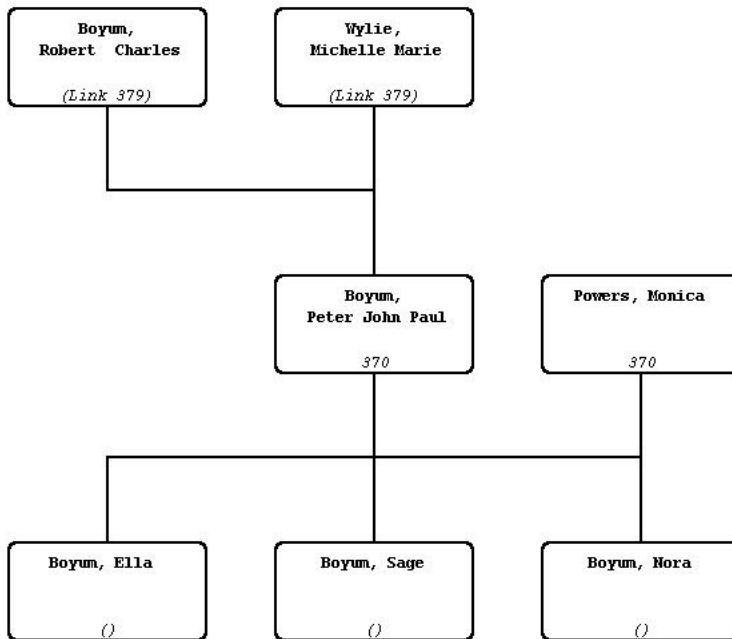 Boyum,
Robert Charles
(Link 379)
Wylie,
Michelle Marie
(Link 379)
Boyum,
Peter John Paul
370
Powers, Monica
370
Boyum, Ella
()
Boyum, Sage
()
Boyum, Nora
()